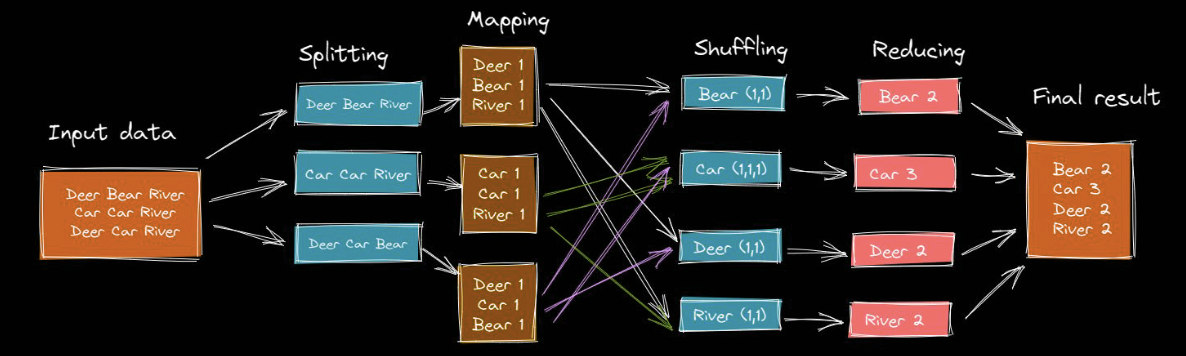 Mapping
Splitting
Shuffling
Reducing
Final result
Input data
Deer Bear River
Car Car River
Deer Car River
Deer Bear River
Car Car River
Deer Car Bear
Deer 1
Bear 1
River 1
Car 1
Car 1
River 1
Deer 1
Car 1
Bear 1
Bear (1,1)
Car (1,1,1)
Deer (1,1)
River (1,1)
Bear 2
Car 3
Deer 2
River 2
Bear 2
Car 3
Deer 2
River 2